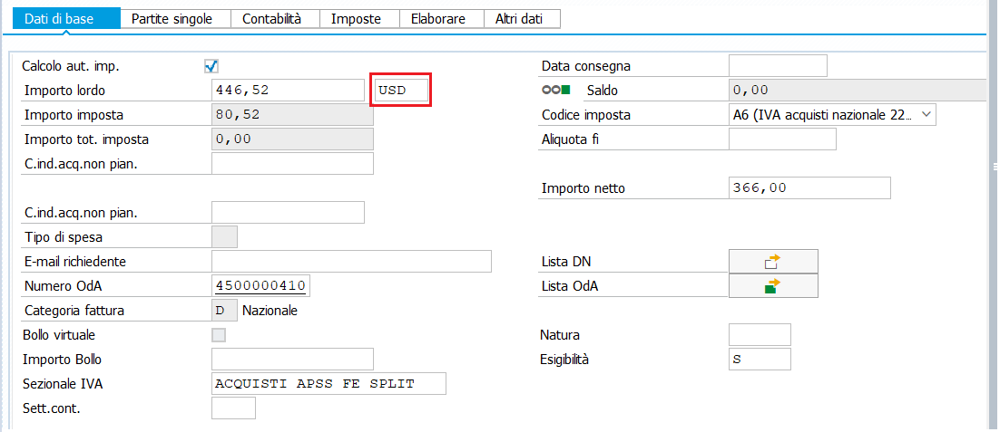 Dati di base Partite singole Contabilità Imposte Elaborare Altri dati
Calcolo aut. imp. Data consegna
Importo lordo 446,52 USD Saldo 0,00
Importo imposta 80,52 Codice imposta A6 (IVA acquisti nazionale 22...
Importo tot. imposta 0,00 Aliquota fi
C.ind.acq.non pian.
Importo netto 366,00
C.ind.acq.non pian.
Tipo di spesa
E-mail richiedente Lista DN
Numero OdA 4500000410 Lista OdA
Categoria fattura D Nazionale
Bollo virtuale Natura
Importo Bollo Esigibilità S
Sezionale IVA ACQUISTI APSS FE SPLIT
Sett.cont.